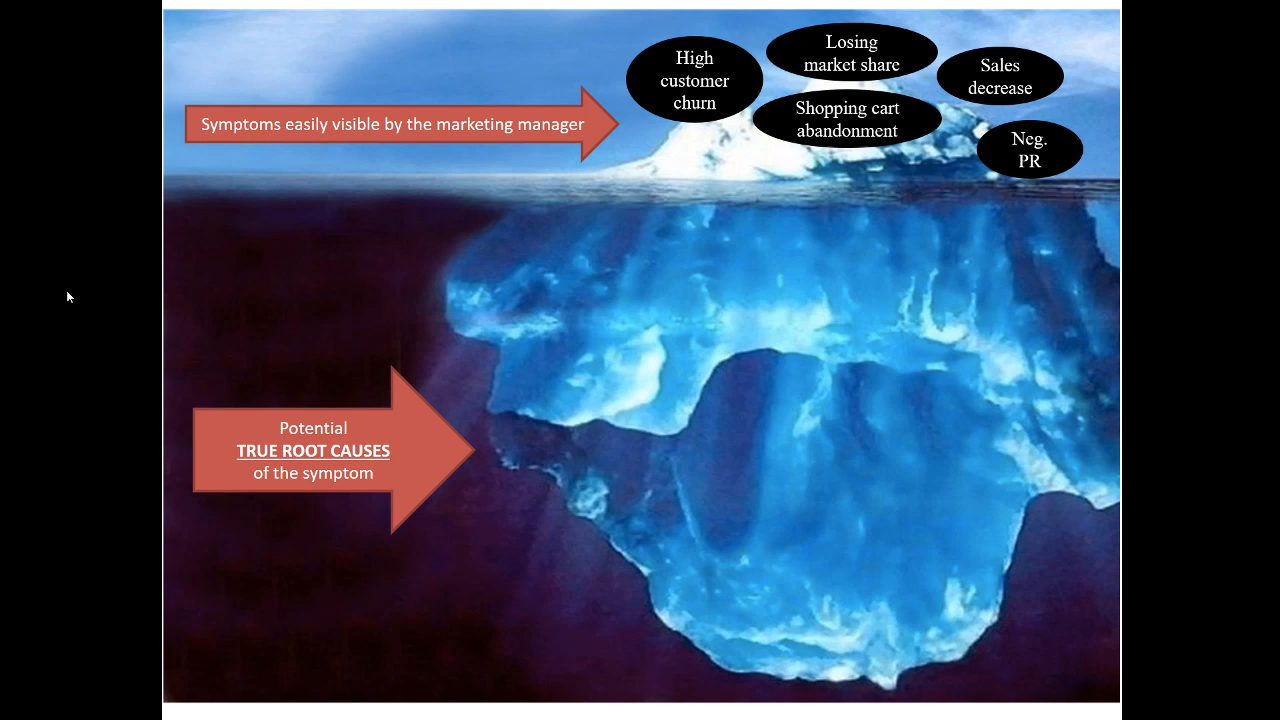 High
customer
churn
Losing
market share
Sales
decrease
Shopping cart
abandonment
Neg.
PR
Symptoms easily visible by the marketing manager
Potential
TRUE ROOT CAUSES
of the symptom